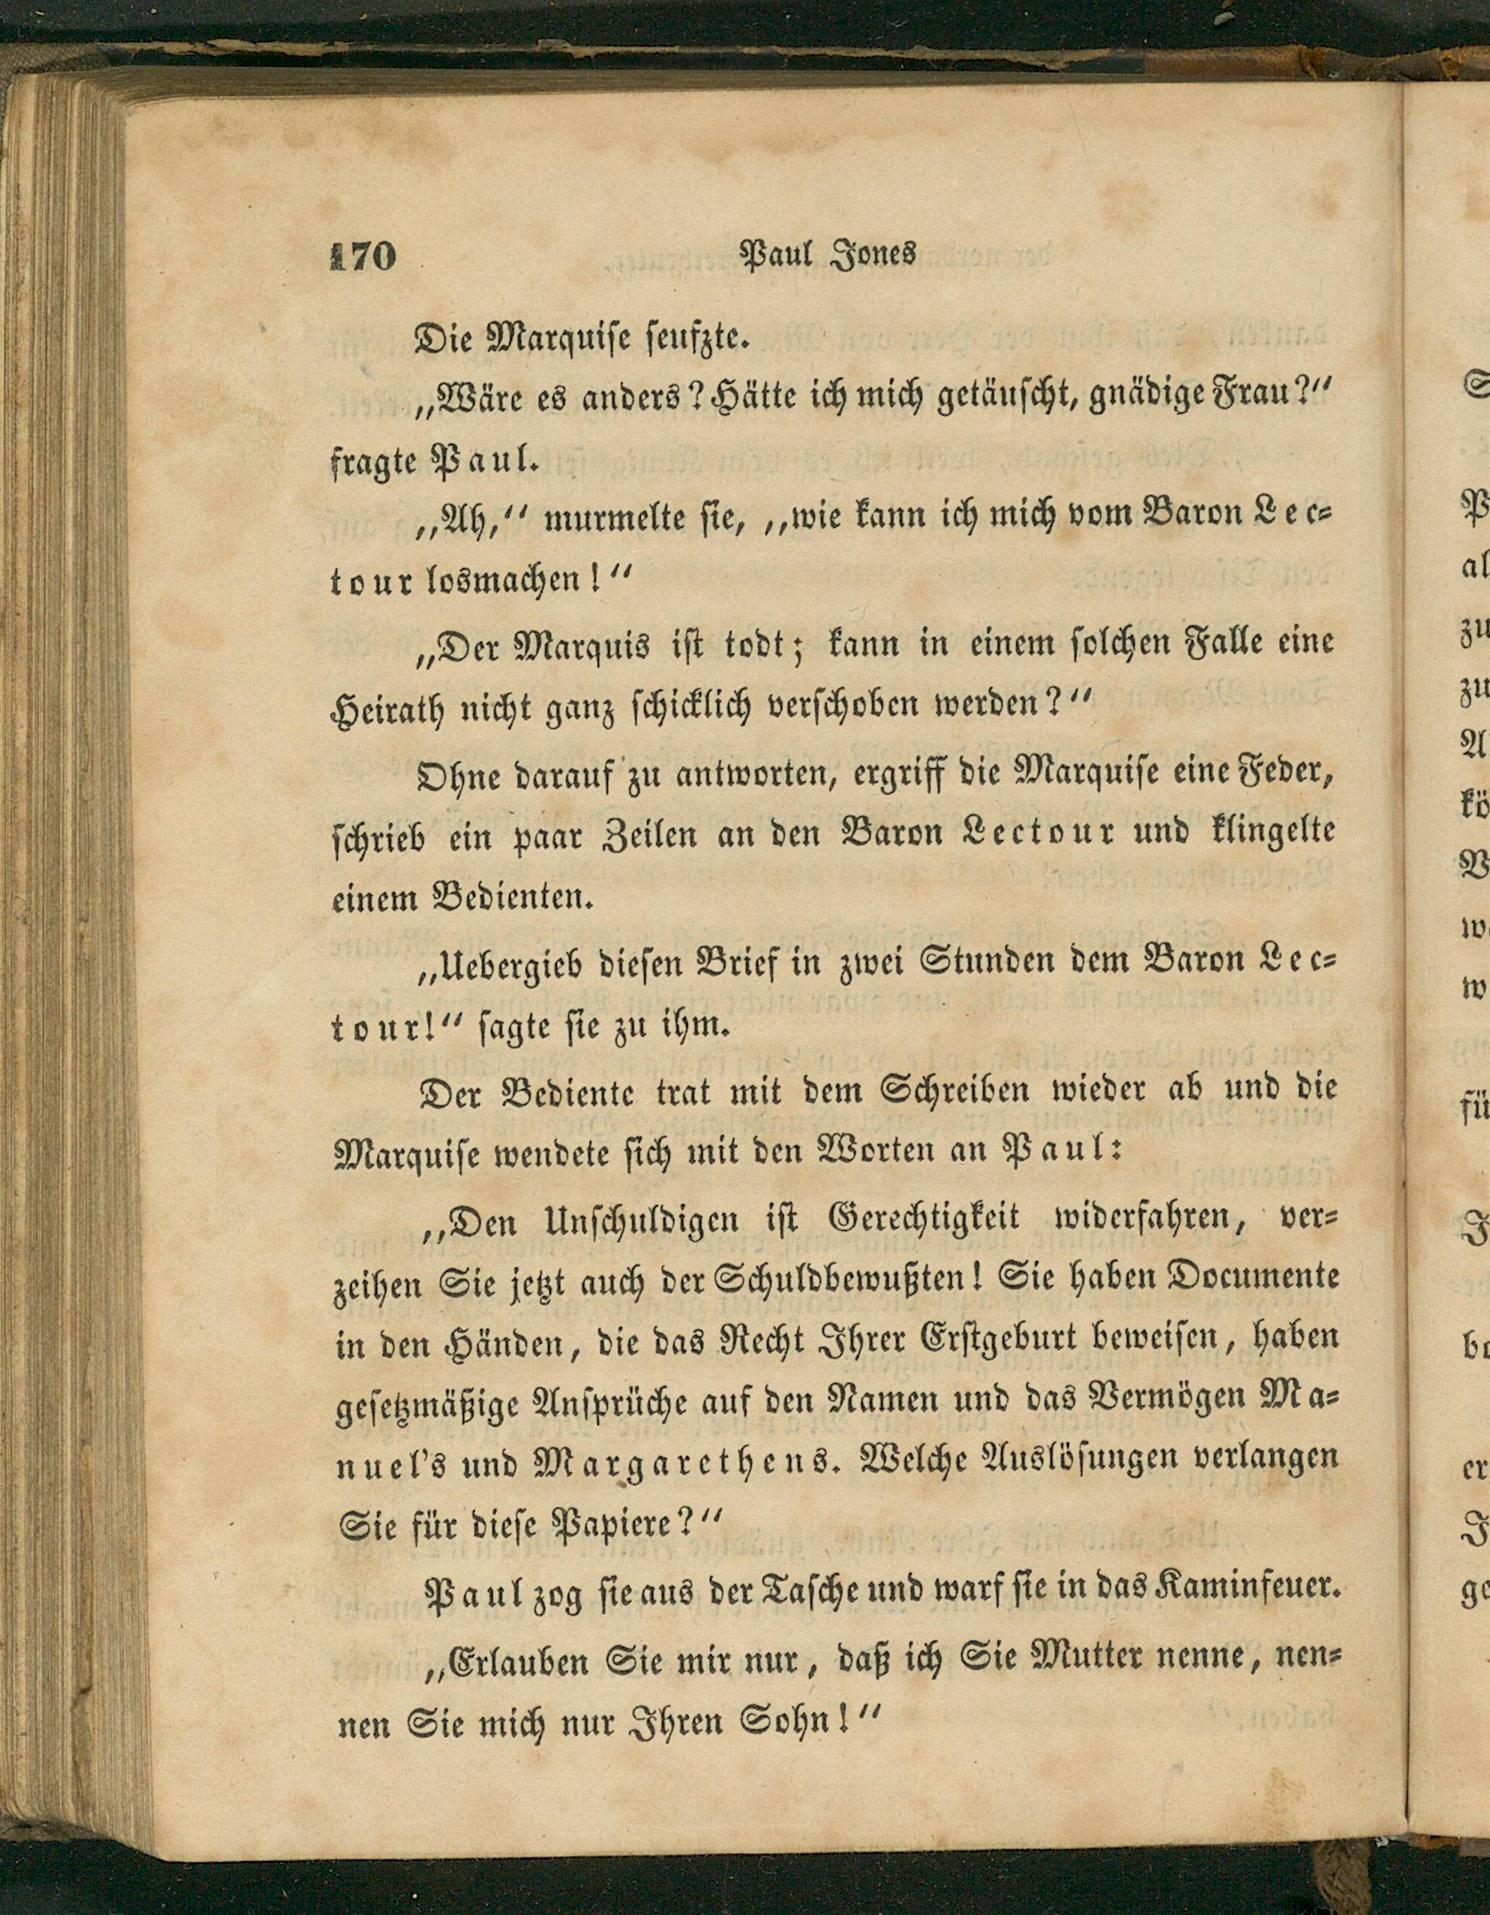 170
Paul Jones
Die Marquise seufzte.
„Wäre es anders? Hätte ich mich getäuscht, gnädige Frau?“
fragte Paul.
„Ah,“ murmelte sie, „wie kann ich mich vom Baron Lec-
tour losmachen!“
„Der Marquis ist todt; kann in einem solchen Falle eine
Heirath nicht ganz schicklich verschoben werden?“
Ohne darauf zu antworten, ergriff die Marquise eine Feder,
schrieb ein paar Zeilen an den Baron Lectour und klingelte
einem Bedienten.
„Uebergieb diesen Brief in zwei Stunden dem Baron Lec-
tour!“ sagte sie zu ihm.
Der Bediente trat mit dem Schreiben wieder ab und die
Marquise wendete sich mit den Worten an Paul:
„Den Unschuldigen ist Gerechtigkeit widerfahren, ver-
zeihen Sie jetzt auch der Schuldbewußten! Sie haben Documente
in den Händen, die das Recht Ihrer Erstgeburt beweisen, haben
gesetzmäßige Ansprüche auf den Namen und das Vermögen Ma-
nuel's und Margarethens. Welche Auslösungen verlangen
Sie für diese Papiere?“
Paul zog sie aus der Tasche und warf sie in das Kaminfeuer.
„Erlauben Sie mir nur, daß ich Sie Mutter nenne, nen-
nen Sie mich nur Ihren Sohn!“